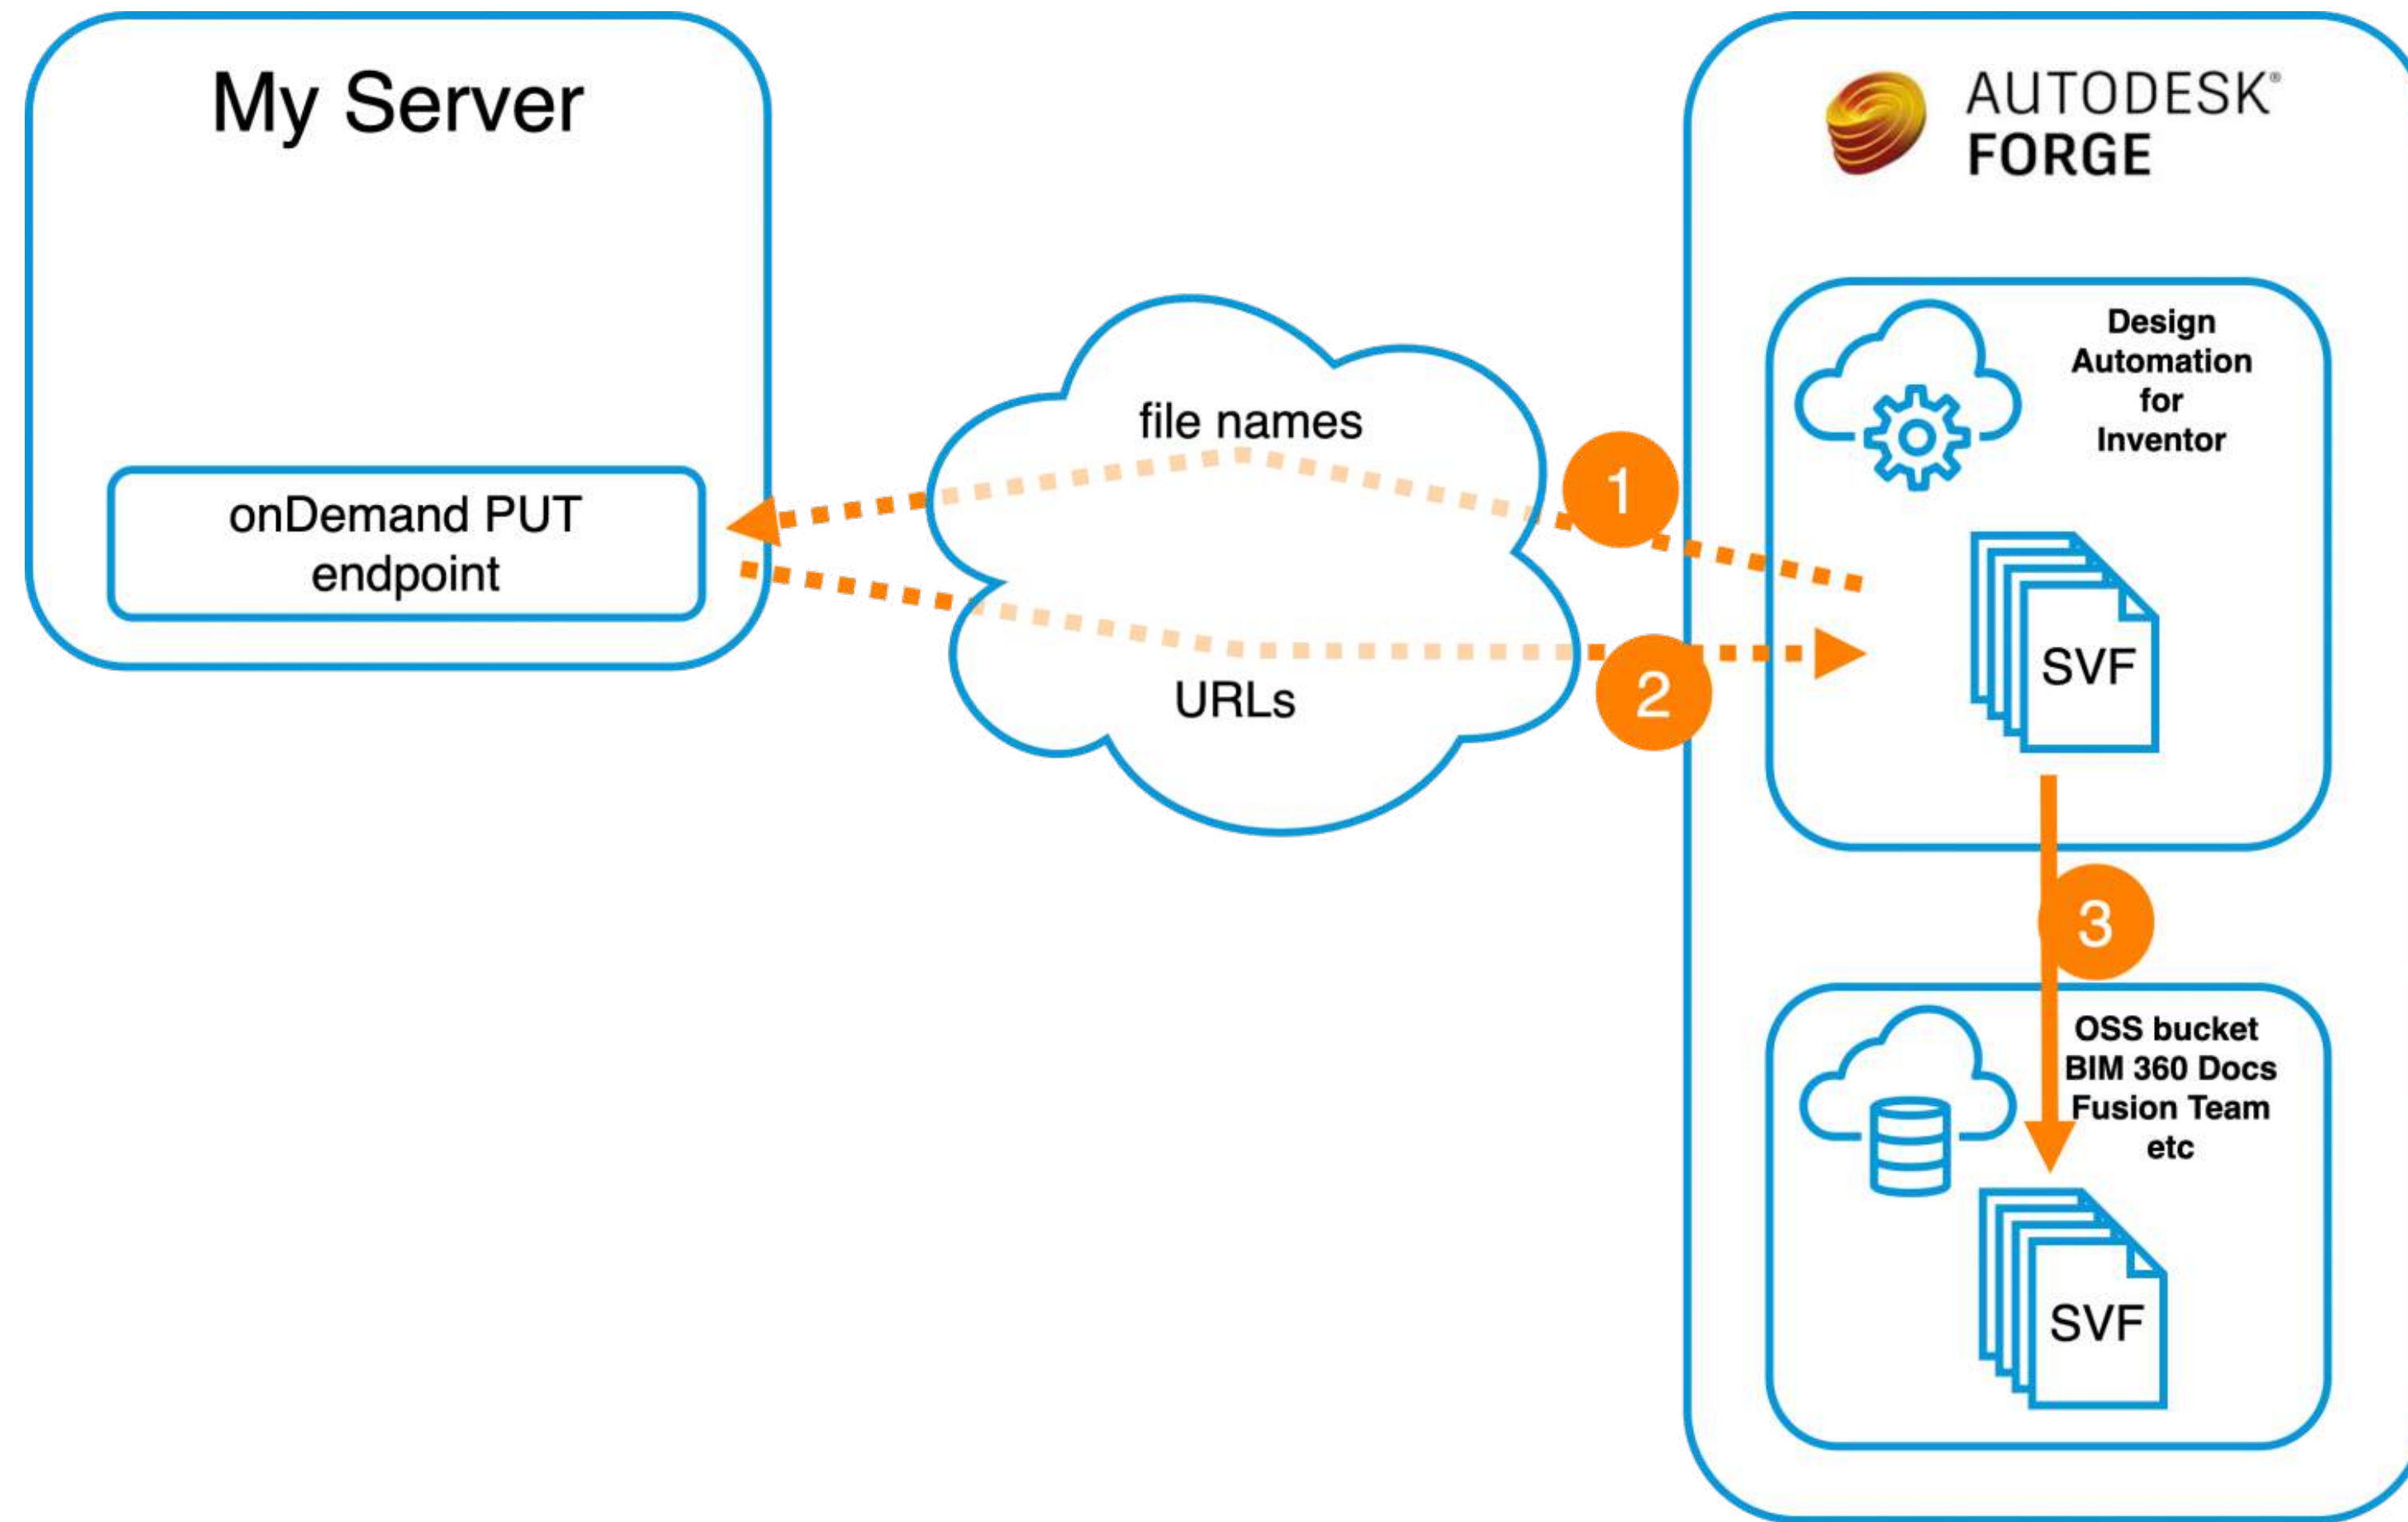 My Server
onDemand PUT
endpoint
file names
URLs
1
2
3
AUTODESK®
FORGE
Design
Automation
for
Inventor
SVF
OSS bucket
BIM 360 Docs
Fusion Team
etc
SVF